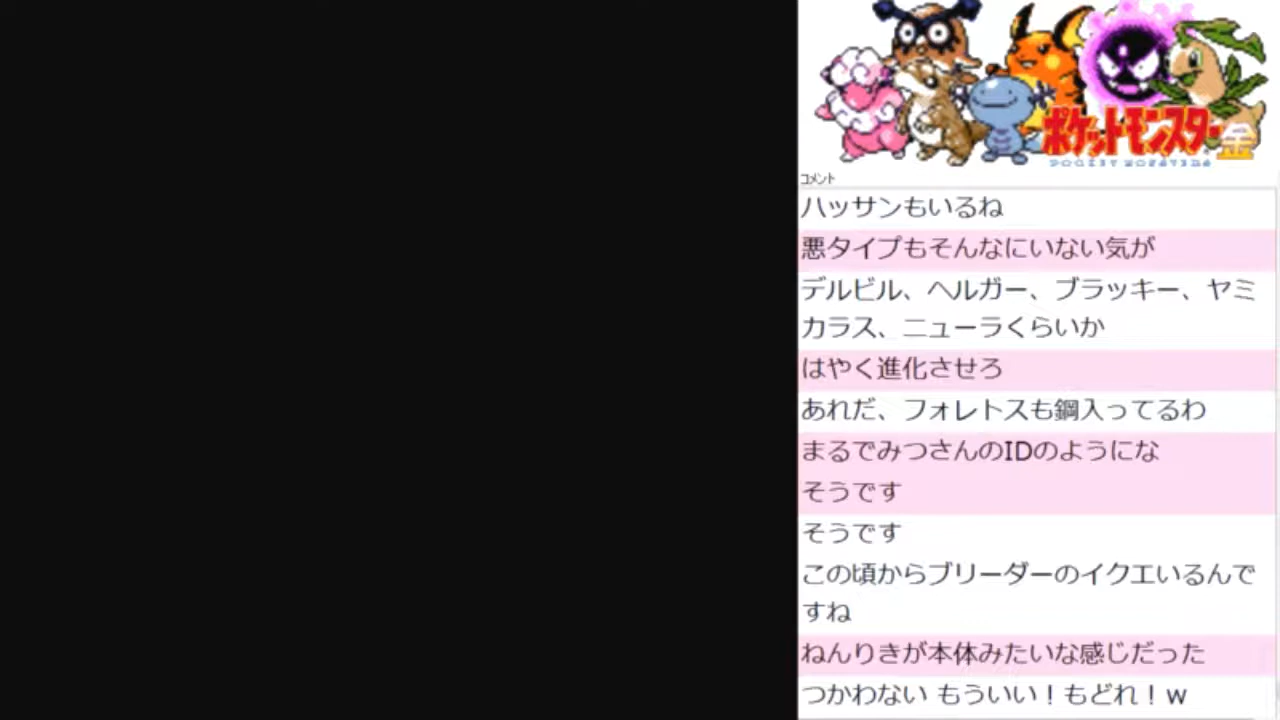 ポケットモンスター金
POCKET MONSTERS
コメント
ハッサンもいるね
悪タイプもそんなにいない気が
デルビル、ヘルガー、ブラッキー、ヤミ
カラス、ニューラくらいか
はやく進化させろ
あれだ、フォレトスも鋼入ってるわ
まるでみつさんのIDのようにな
そうです
そうです
この頃からブリーダーのイクエいるんで
すね
ねんりきが本体みたいな感じだった
つかわない もういい！もどれ！w